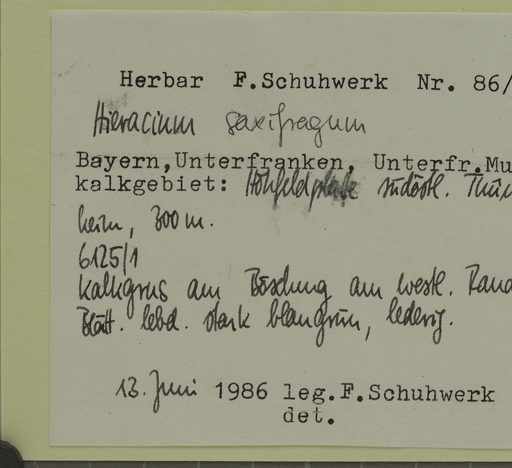 Herbar F.Schuhwerk Nr. 86/
Hieracium saxifragum
Bayern,Unterfranken, Unterfr.Mu
kalkgebiet: Höhfeldplatte südöstl. Thün
heim, 300 m.
6125/1
Kalkgrus am Böschung am westl. Rand
Blätt. lebd. stark blaugrün, ledrig.
13. Juni 1986 leg.F.Schuhwerk
det.